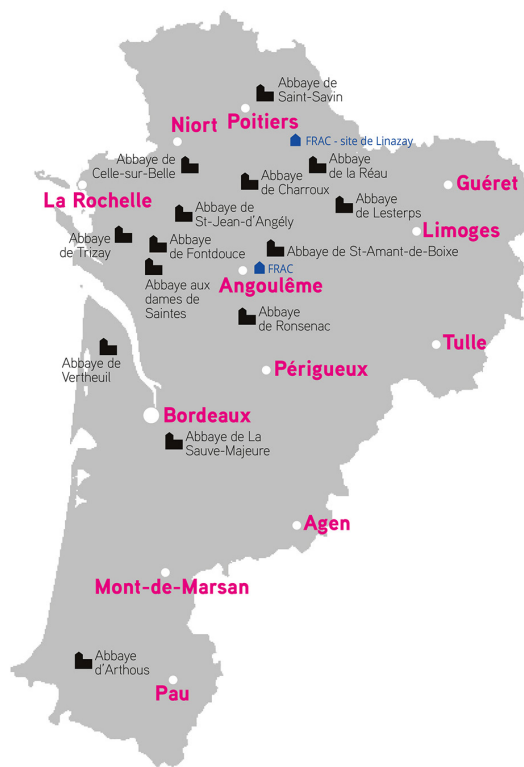 Abbaye de
Saint-Savin
Poitiers
Niort
FRAC - site de Linazay
Abbaye de
Celle-sur-Belle
Abbaye
de la Réau
Abbaye
de Charroux
Guéret
La Rochelle
Abbaye
de Lesterps
Abbaye de
St-Jean-d'Angély
Limoges
Abbaye
de Trizay
Abbaye
de Fontdouce
Abbaye de St-Amant-de-Boixe
FRAC
Angoulême
Abbaye aux
dames de
Saintes
Abbaye
de Ronsenac
Tulle
Abbaye de
Vertheuil
Périgueux
Bordeaux
Abbaye de La
Sauve-Majeure
Agen
Mont-de-Marsan
Abbaye
d'Arthous
Pau